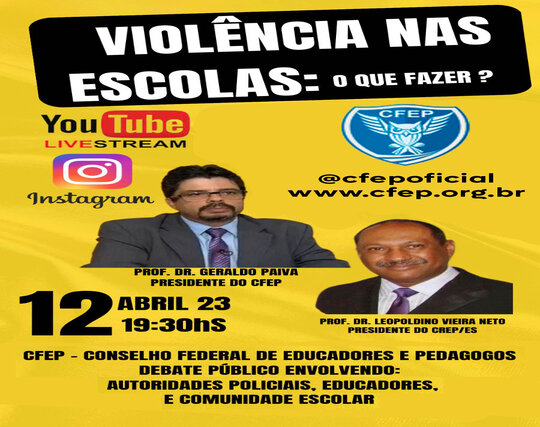 VIOLÊNCIA NAS
ESCOLAS: O QUE FAZER ?
YouTube
LIVESTREAM
CFEP
Instagram
@cfepoficial
www.cfep.org.br
PROF. DR. GERALDO PAIVA
PRESIDENTE DO CFEP
12 ABRIL 23
19:30hS
PROF. DR. LEOPOLDINO VIEIRA NETO
PRESIDENTE DO CREP/ES
CFEP - CONSELHO FEDERAL DE EDUCADORES E PEDAGOGOS
DEBATE PÚBLICO ENVOLVENDO:
AUTORIDADES POLICIAIS, EDUCADORES,
E COMUNIDADE ESCOLAR